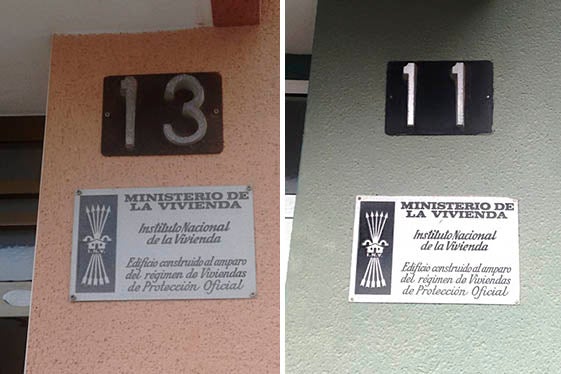 13
MINISTERIO DE
LA VIVIENDA
Instituto Nacional
de la Vivienda
Edificio construido al amparo
del régimen de Viviendas
de Protección Oficial
I.N.V.
11
MINISTERIO DE
LA VIVIENDA
Instituto Nacional
de la Vivienda
Edificio construido al amparo
del régimen de Viviendas
de Protección Oficial
I.N.V.